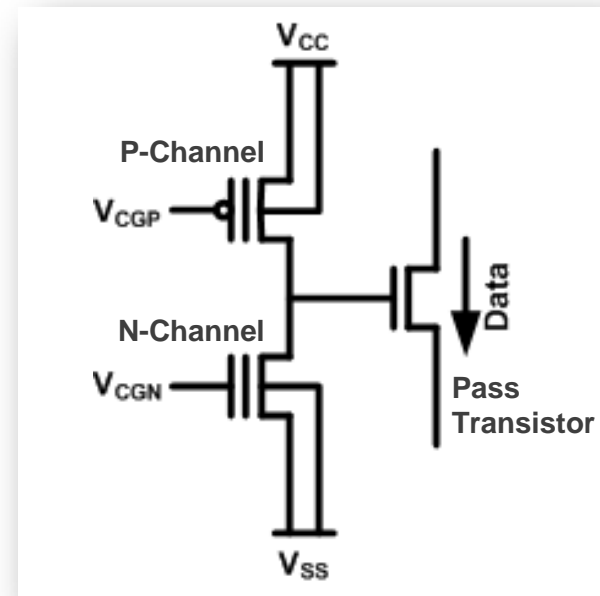 VCC
P-Channel
VCGP
Data
N-Channel
VCGN
Pass
Transistor
VSS